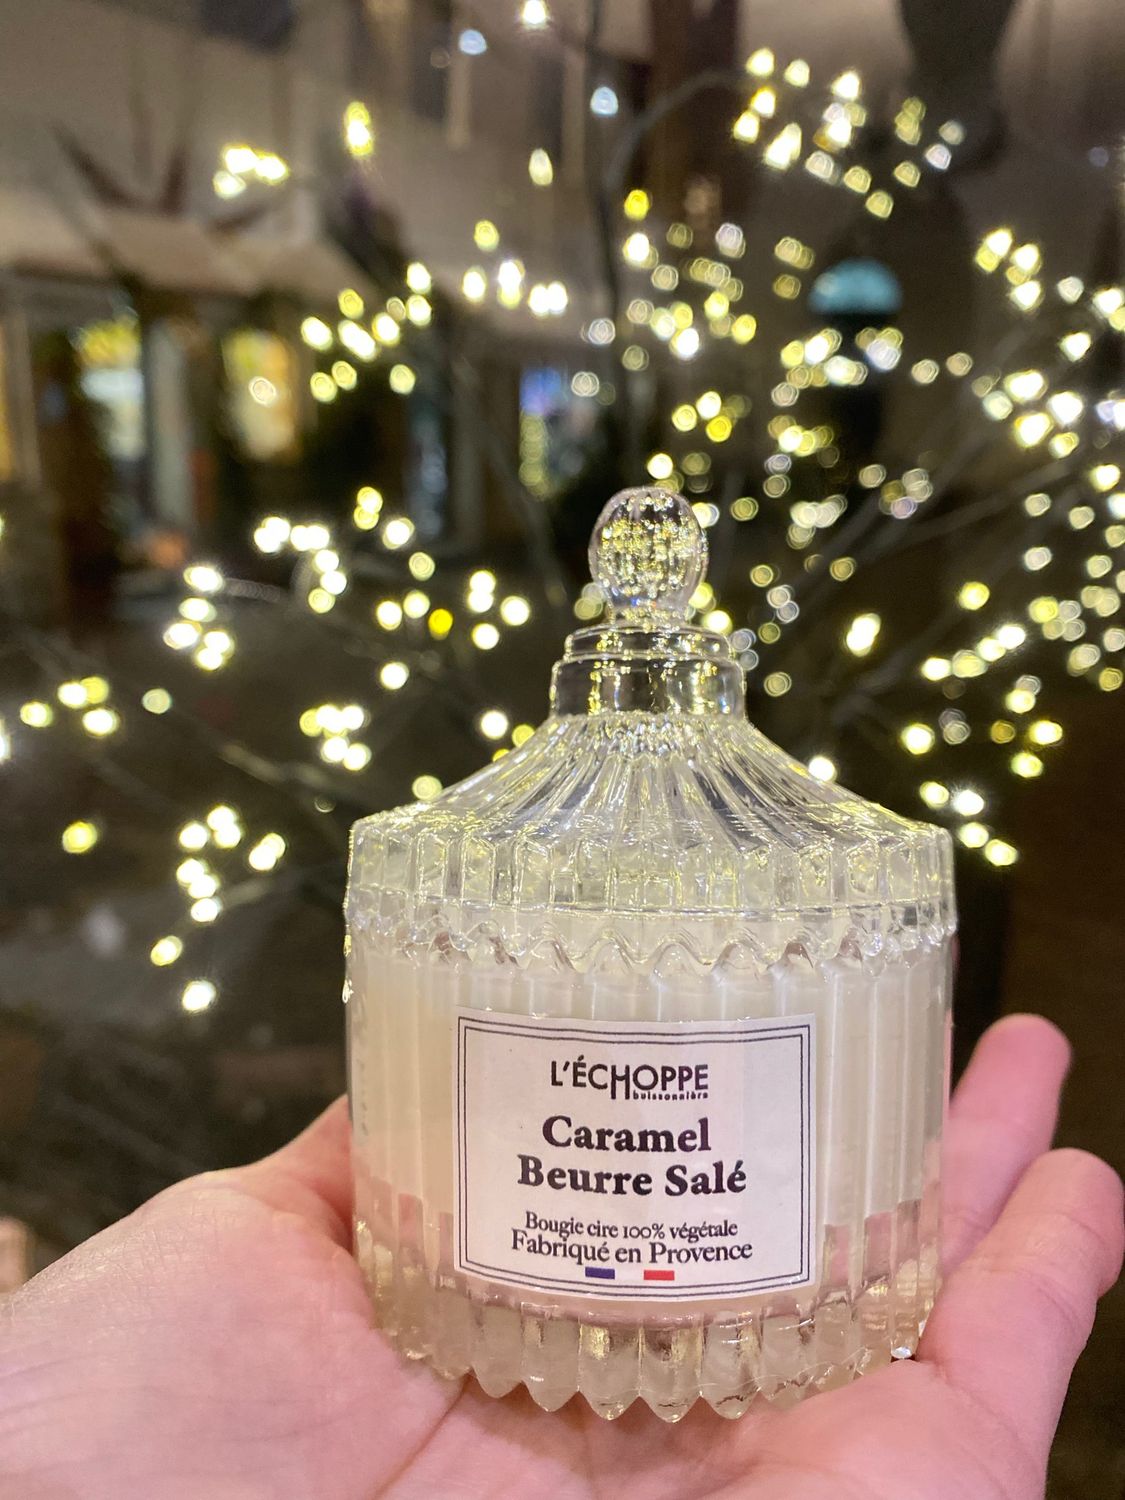 L'ÉCHOPPE
buissonnière
Caramel
Beurre Salé
Bougie cire 100% végétale
Fabriqué en Provence